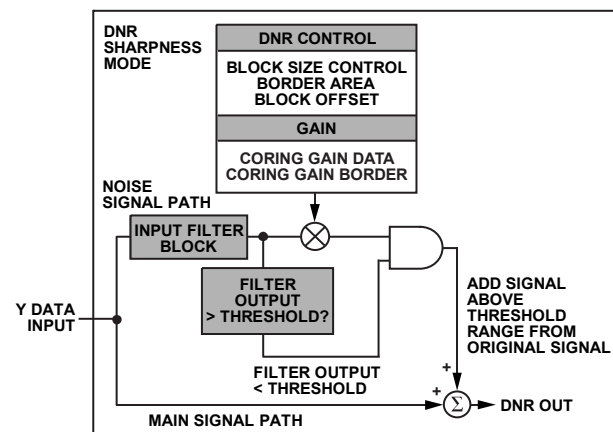 DNR
SHARPNESS
MODE
DNR CONTROL
BLOCK SIZE CONTROL
BORDER AREA
BLOCK OFFSET
GAIN
CORING GAIN DATA
CORING GAIN BORDER
NOISE
SIGNAL PATH
INPUT FILTER
BLOCK
FILTER
OUTPUT
> THRESHOLD?
Y DATA
INPUT
ADD SIGNAL
ABOVE
THRESHOLD
RANGE FROM
ORIGINAL SIGNAL
FILTER OUTPUT
< THRESHOLD
+
+
Σ
DNR OUT
MAIN SIGNAL PATH